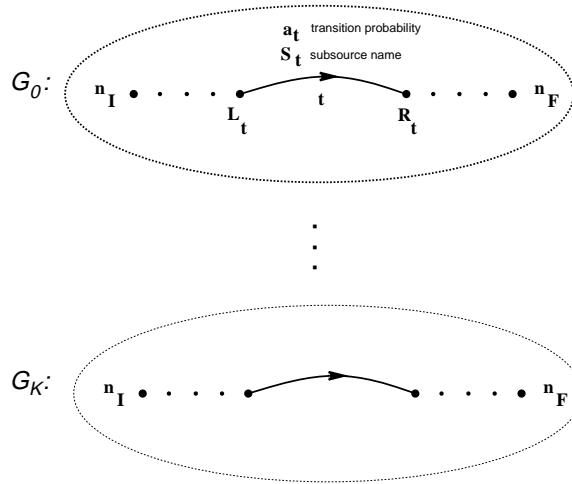 a_t transition probability
S_t subsource name
G_0:
n_I n_F
t
L_t R_t
G_K:
n_I n_F